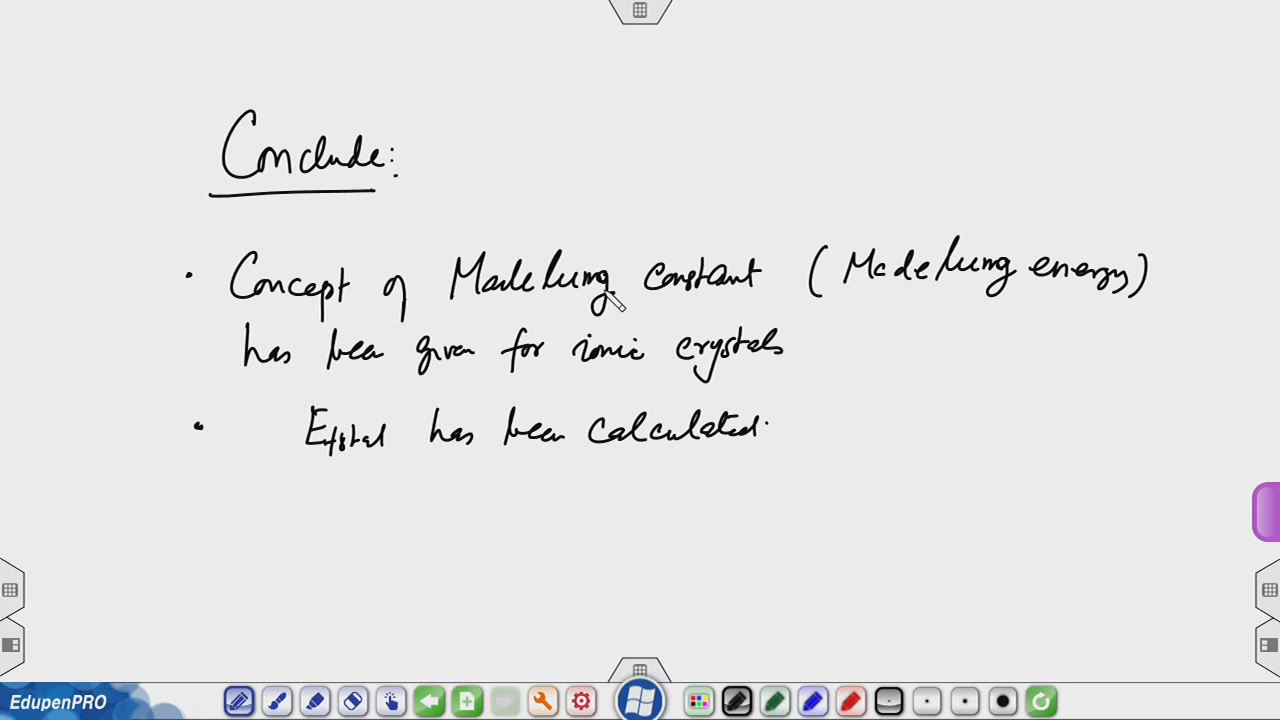 Conclude:
• Concept of Madelung constant (Madelung energy)
has been given for ionic crystals
• Etotal has been calculated.
EdupenPRO